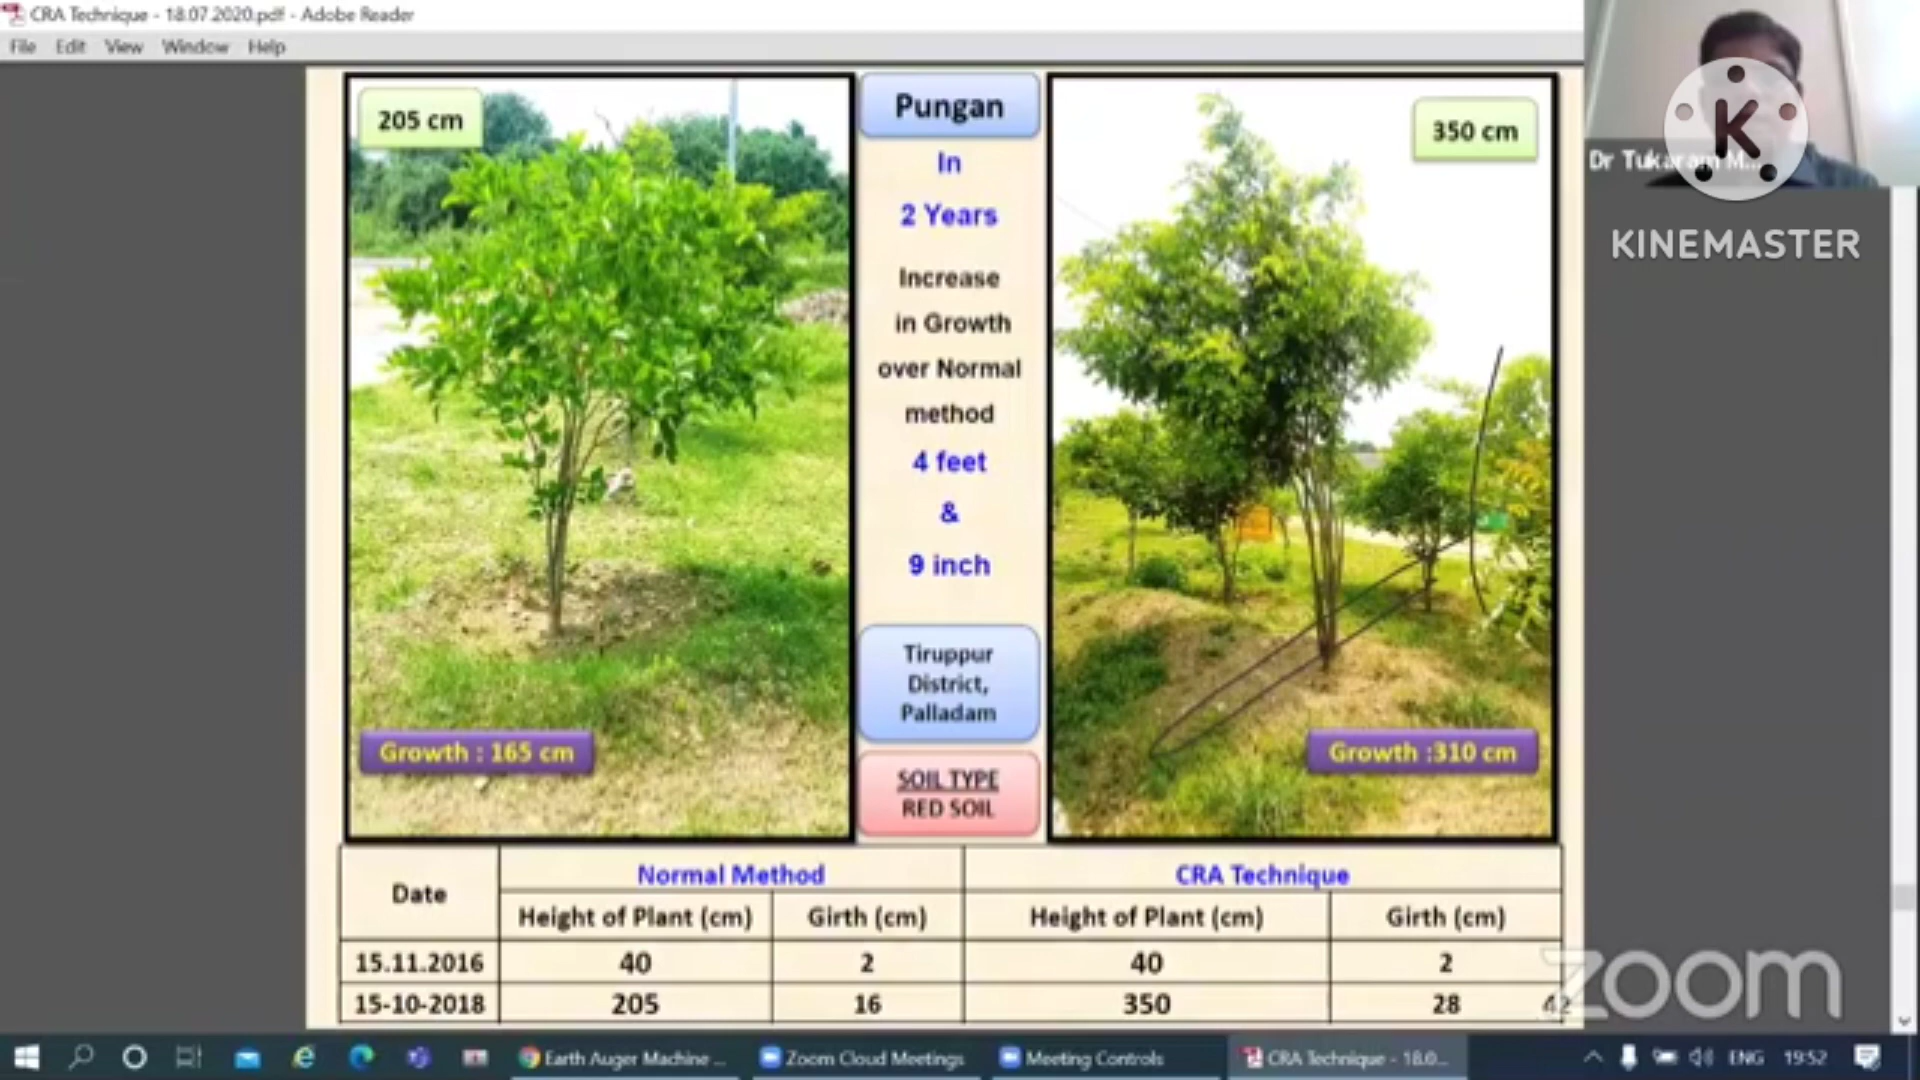 CRA Technique - 18.07.2020.pdf - Adobe Reader
File Edit View Window Help
205 cm
Pungan
In
2 Years
Increase
in Growth
over Normal
method
4 feet
&
9 inch
Tiruppur
District,
Palladam
SOIL TYPE
RED SOIL
350 cm
Growth : 165 cm
Growth :310 cm
Dr Tukaram M...
K
KINEMASTER
Date Normal Method CRA Technique
Height of Plant (cm) Girth (cm) Height of Plant (cm) Girth (cm)
15.11.2016 40 2 40 2
15-10-2018 205 16 350 28
42
zoom
Earth Auger Machine ... Zoom Cloud Meetings Meeting Controls CRA Technique - 18.0... ENG 19:52